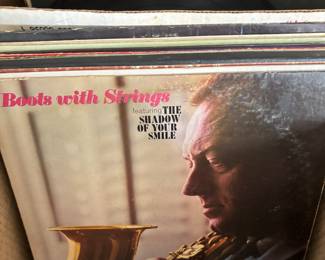 Boots with Strings
featuring THE
SHADOW
OF YOUR
SMILE